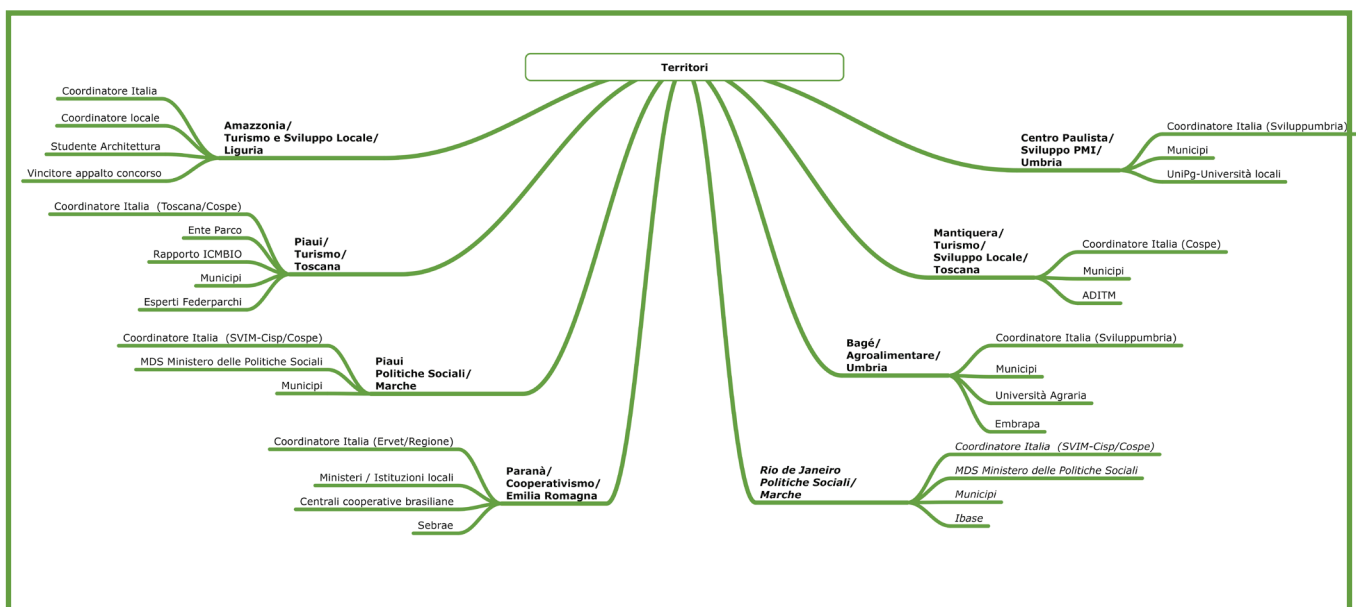 Territori
Coordinatore Italia
Coordinatore locale
Studente Architettura
Vincitore appalto concorso
Amazzonia/
Turismo e Sviluppo Locale/
Liguria
Coordinatore Italia (Toscana/Cospe)
Ente Parco
Rapporto ICMBIO
Municipi
Esperti Federparchi
Piaui/
Turismo/
Toscana
Coordinatore Italia (SVIM-Cisp/Cospe)
MDS Ministero delle Politiche Sociali
Municipi
Piaui
Politiche Sociali/
Marche
Coordinatore Italia (Ervet/Regione)
Ministeri / Istituzioni locali
Centrali cooperative brasiliane
Sebrae
Paranà/
Cooperativismo/
Emilia Romagna
Centro Paulista/
Sviluppo PMI/
Umbria
Coordinatore Italia (Sviluppumbria)
Municipi
UniPg-Università locali
Mantiquera/
Turismo/
Sviluppo Locale/
Toscana
Coordinatore Italia (Cospe)
Municipi
ADITM
Bagé/
Agroalimentare/
Umbria
Coordinatore Italia (Sviluppumbria)
Municipi
Università Agraria
Embrapa
Rio de Janeiro
Politiche Sociali/
Marche
Coordinatore Italia (SVIM-Cisp/Cospe)
MDS Ministero delle Politiche Sociali
Municipi
Ibase